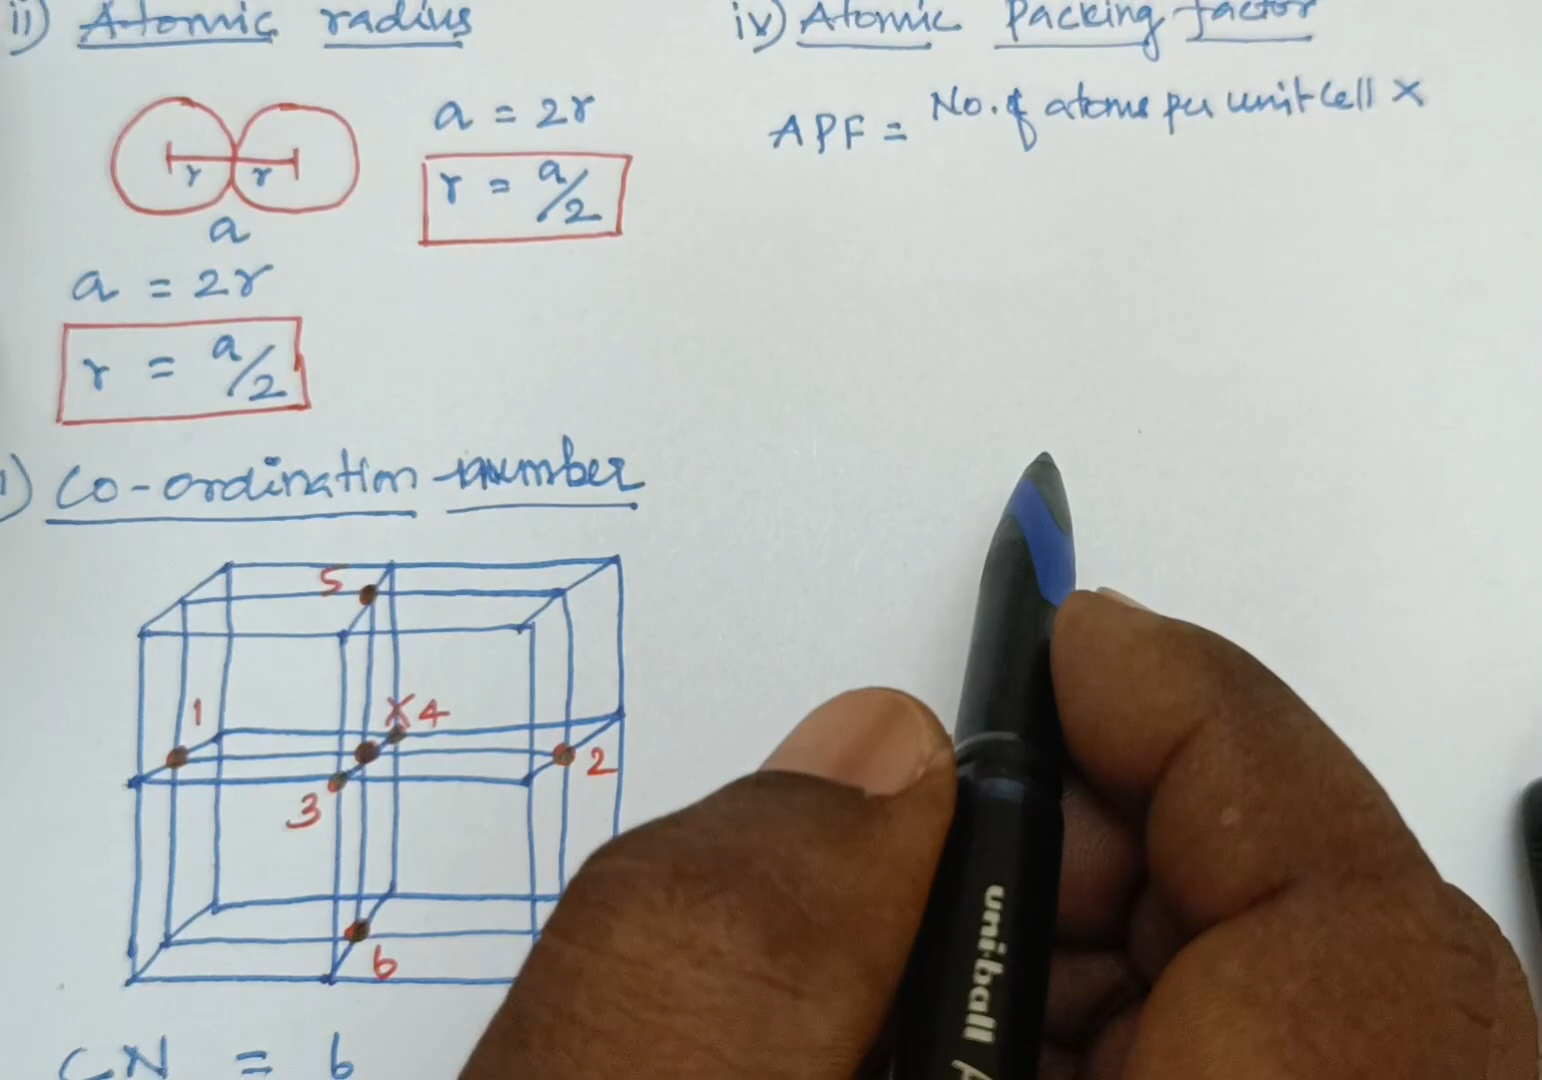 ii) Atomic radius
r r
a
a = 2r
r = a/2
a = 2r
r = a/2
) Co-ordination number
5
1
X 4
2
3
6
CN = 6
iv) Atomic Packing factor
APF = No. of atoms per unit cell X
uni-ball